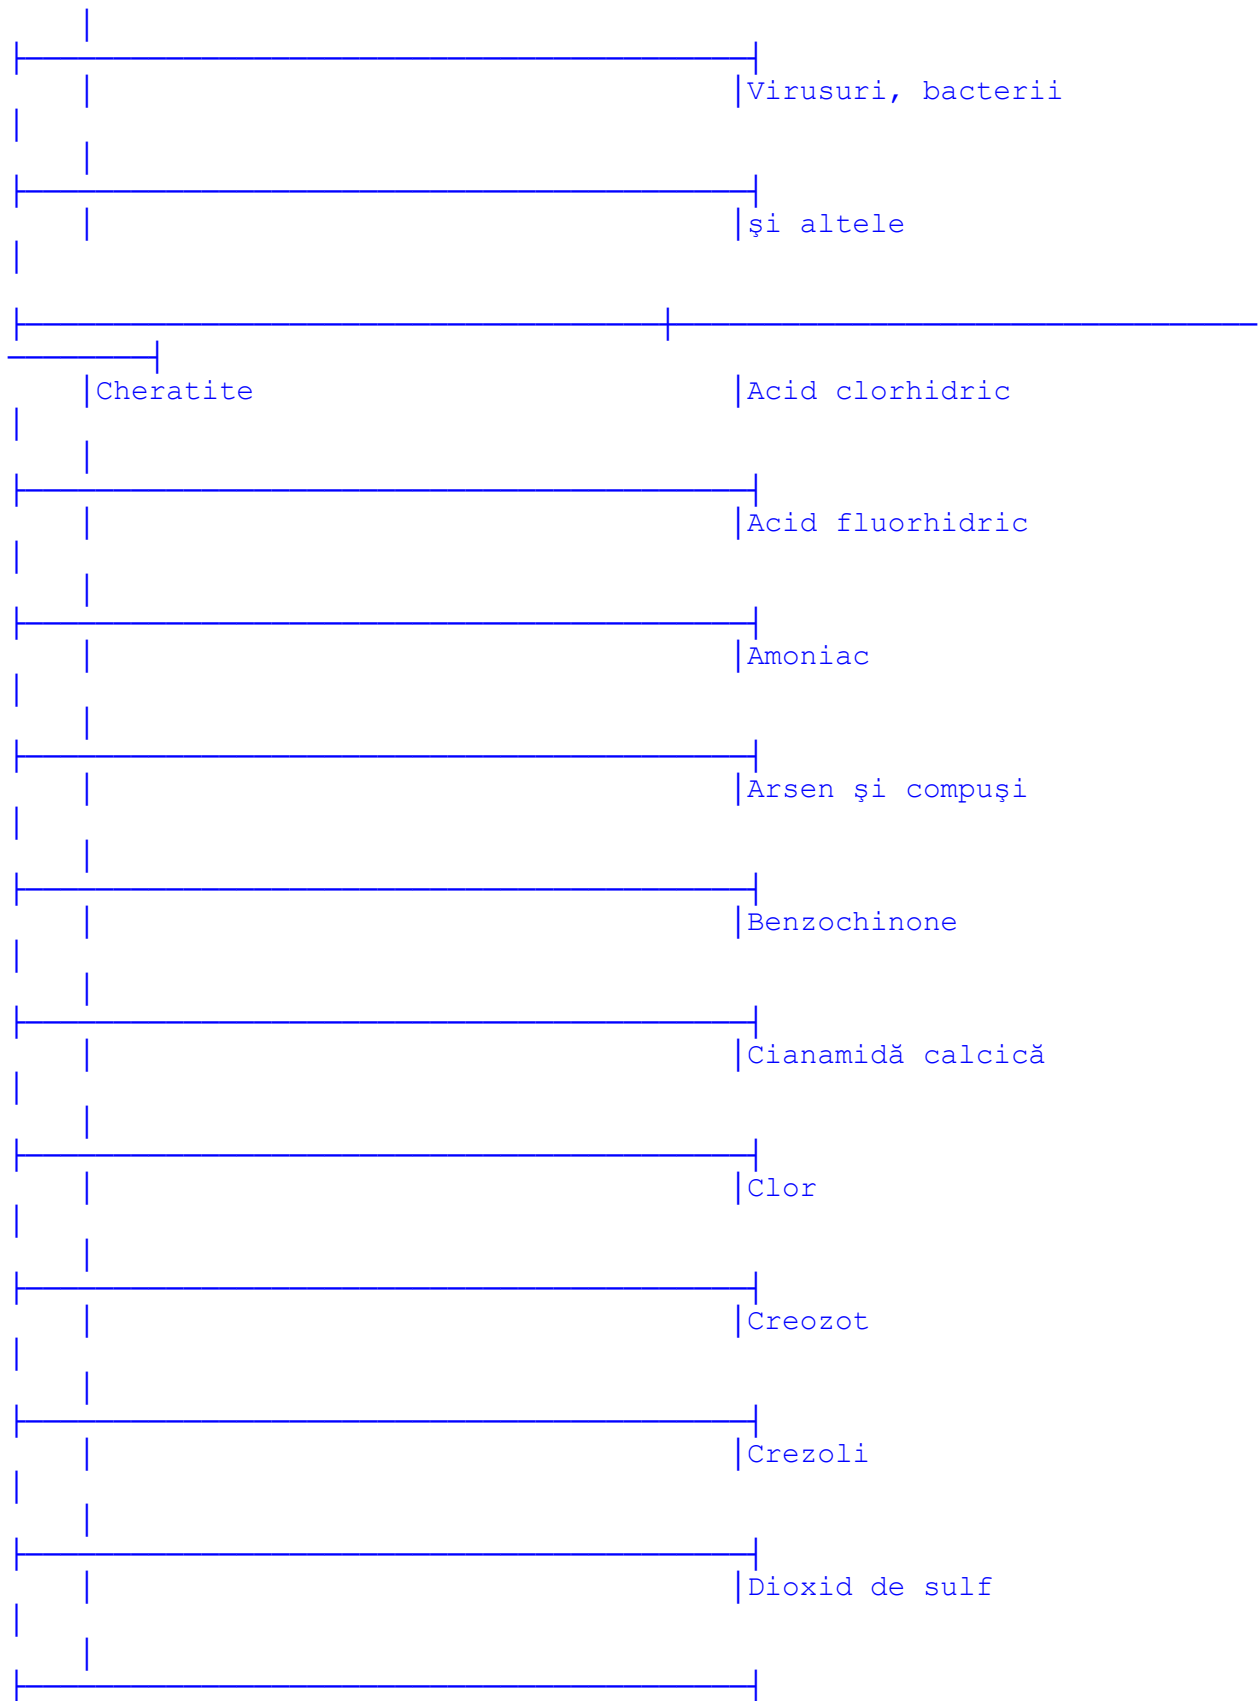 Virusuri, bacterii
şi altele
Cheratite Acid clorhidric
Acid fluorhidric
Amoniac
Arsen şi compuşi
Benzochinone
Cianamidă calcică
Clor
Creozot
Crezoli
Dioxid de sulf